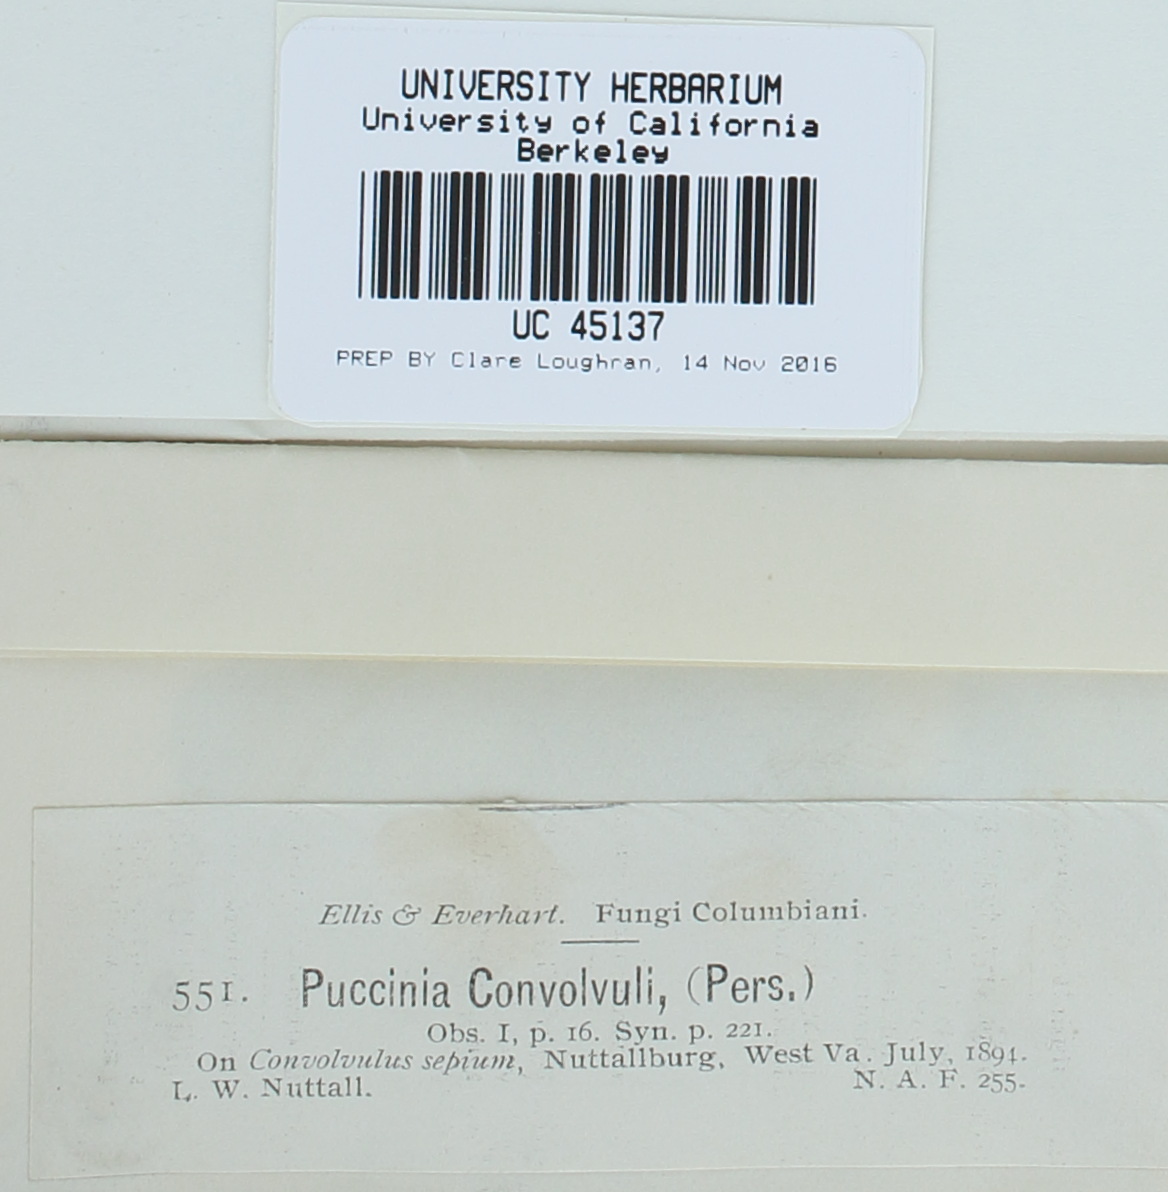 UNIVERSITY HERBARIUM
University of California
Berkeley
UC 45137
PREP BY Clare Loughran, 14 Nov 2016
Ellis & Everhart. Fungi Columbiani.
551. Puccinia Convolvuli, (Pers.)
Obs. I, p. 16. Syn. p. 221.
On Convolvulus sepium, Nuttallburg, West Va. July, 1894.
L. W. Nuttall. N. A. F. 255.